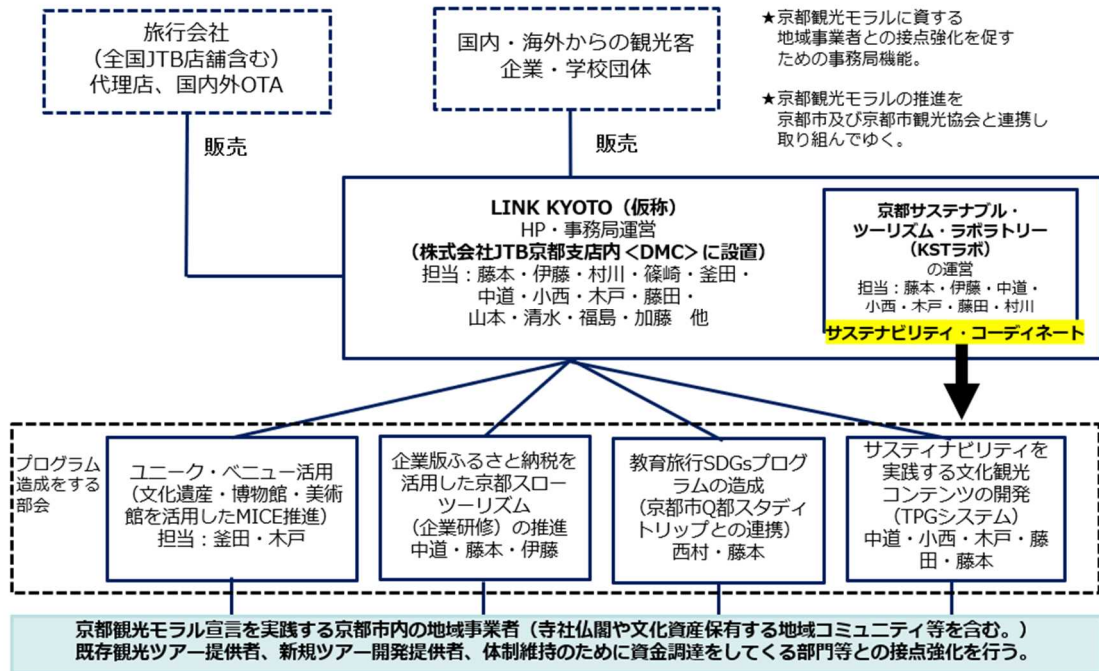 旅行会社
(全国JTB店舗含む)
代理店、国内外OTA
国内・海外からの観光客
企業・学校団体
★京都観光モラルに資する
地域事業者との接点強化を促す
ための事務局機能。
★京都観光モラルの推進を
京都市及び京都市観光協会と連携し
取り組んでゆく。
販売
販売
LINK KYOTO(仮称)
HP・事務局運営
(株式会社JTB京都支店内<DMC>に設置)
担当:藤本・伊藤・村川・篠崎・釜田・
中道・小西・木戸・藤田・
山本・清水・福島・加藤 他
京都サステナブル・
ツーリズム・ラボラトリー
(KSTラボ)
の運営
担当:藤本・伊藤・中道・
小西・木戸・藤田・村川
サステナビリティ・コーディネート
プログラム
造成をする
部会
ユニーク・ベニュー活用
(文化遺産・博物館・美術
館を活用したMICE推進)
担当:釜田・木戸
企業版ふるさと納税を
活用した京都スロー
ツーリズム
(企業研修)の推進
中道・藤本・伊藤
教育旅行SDGsプログ
ラムの造成
(京都市Q都スタディ
トリップとの連携)
西村・藤本
サスティナビリティを
実践する文化観光
コンテンツの開発
(TPGシステム)
中道・小西・木戸・藤
田・藤本
京都観光モラル宣言を実践する京都市内の地域事業者(寺社仏閣や文化資産保有する地域コミュニティ等を含む。)
既存観光ツアー提供者、新規ツアー開発提供者、体制維持のために資金調達をしてくる部門等との接点強化を行う。